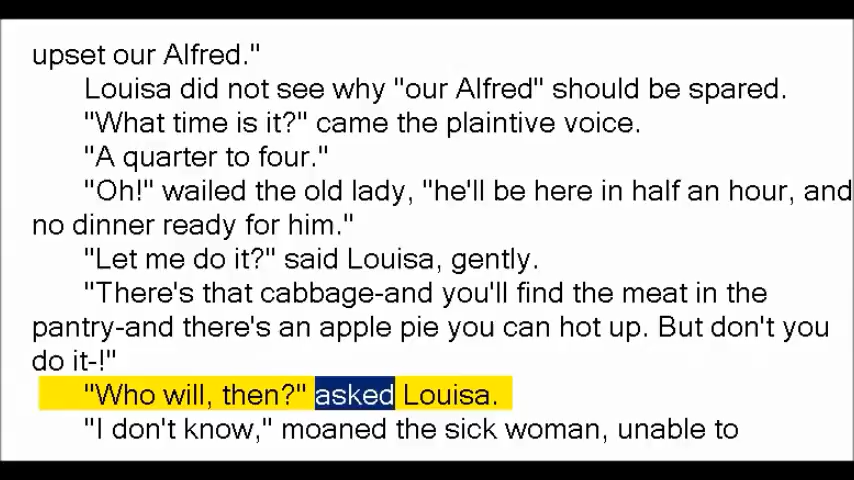 upset our Alfred."
Louisa did not see why "our Alfred" should be spared.
"What time is it?" came the plaintive voice.
"A quarter to four."
"Oh!" wailed the old lady, "he'll be here in half an hour, and
no dinner ready for him."
"Let me do it?" said Louisa, gently.
"There's that cabbage-and you'll find the meat in the
pantry-and there's an apple pie you can hot up. But don't you
do it-!"
"Who will, then?" asked Louisa.
"I don't know," moaned the sick woman, unable to